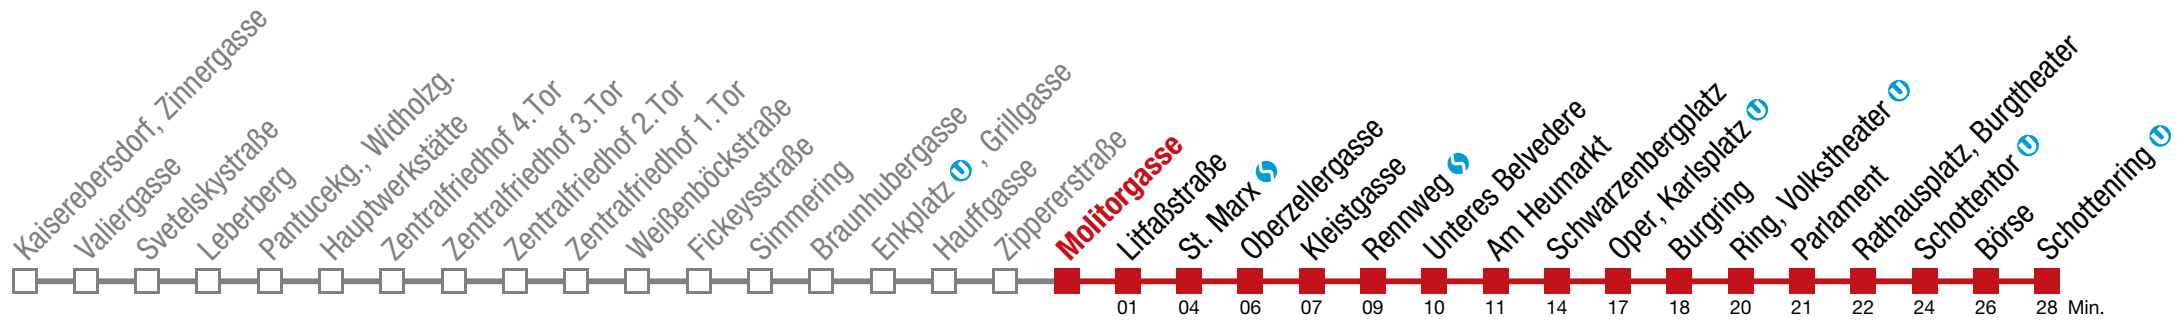 Kaiserebersdorf, Zinnergasse
Valiergasse
Svetelskystraße
Leberberg
Pantucekg., Widholzg.
Hauptwerkstätte
Zentralfriedhof 4.Tor
Zentralfriedhof 3.Tor
Zentralfriedhof 2.Tor
Zentralfriedhof 1.Tor
Weißenböckstraße
Fickeysstraße
Simmering
Braunhubergasse
Enkplatz U , Grillgasse
Hauffgasse
Zippererstraße
Molitorgasse
Litfaßstraße
St. Marx S
Oberzellergasse
Kleistgasse
Rennweg S
Unteres Belvedere
Am Heumarkt
Schwarzenbergplatz
Oper, Karlsplatz U
Burgring
Ring, Volkstheater U
Parlament
Rathausplatz, Burgtheater
Schottentor U
Börse
Schottenring U
01 04 06 07 09 10 11 14 17 18 20 21 22 24 26 28 Min.